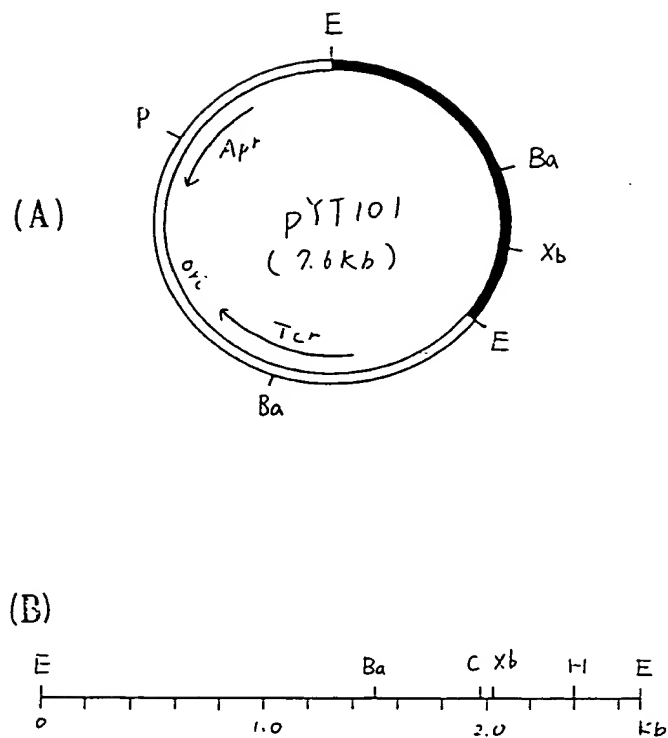 E
P
Apr
Ba
(A)
pYT101
(7.6kb)
Xb
ori
Tcr
E
Ba
(B)
E Ba C Xb H E
0 1.0 2.0 Kb